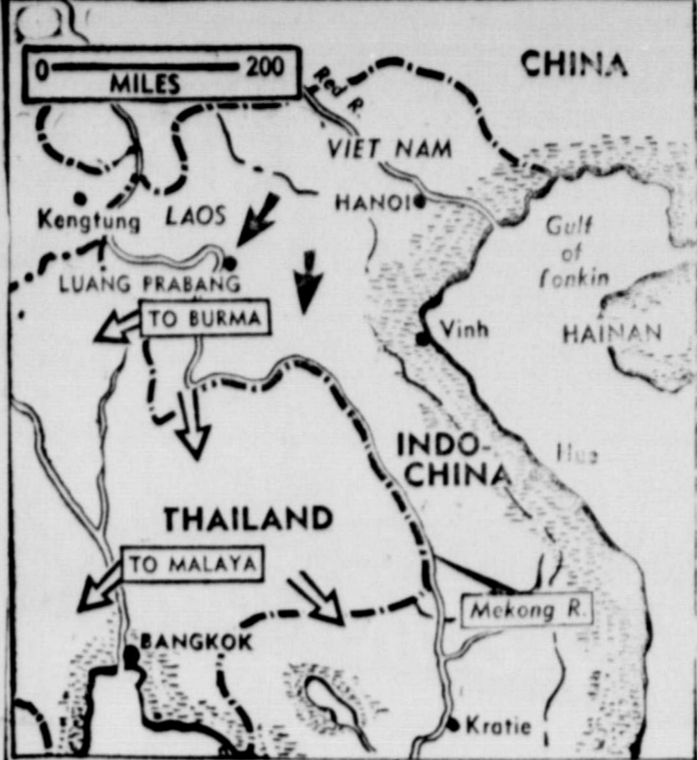 0 200
MILES
CHINA
Red R.
VIET NAM
Kengtung
LAOS
HANOI
Gulf
of
Tonkin
LUANG PRABANG
TO BURMA
Vinh
HAINAN
INDO-
CHINA
Hue
THAILAND
TO MALAYA
Mekong R.
BANGKOK
Kratie